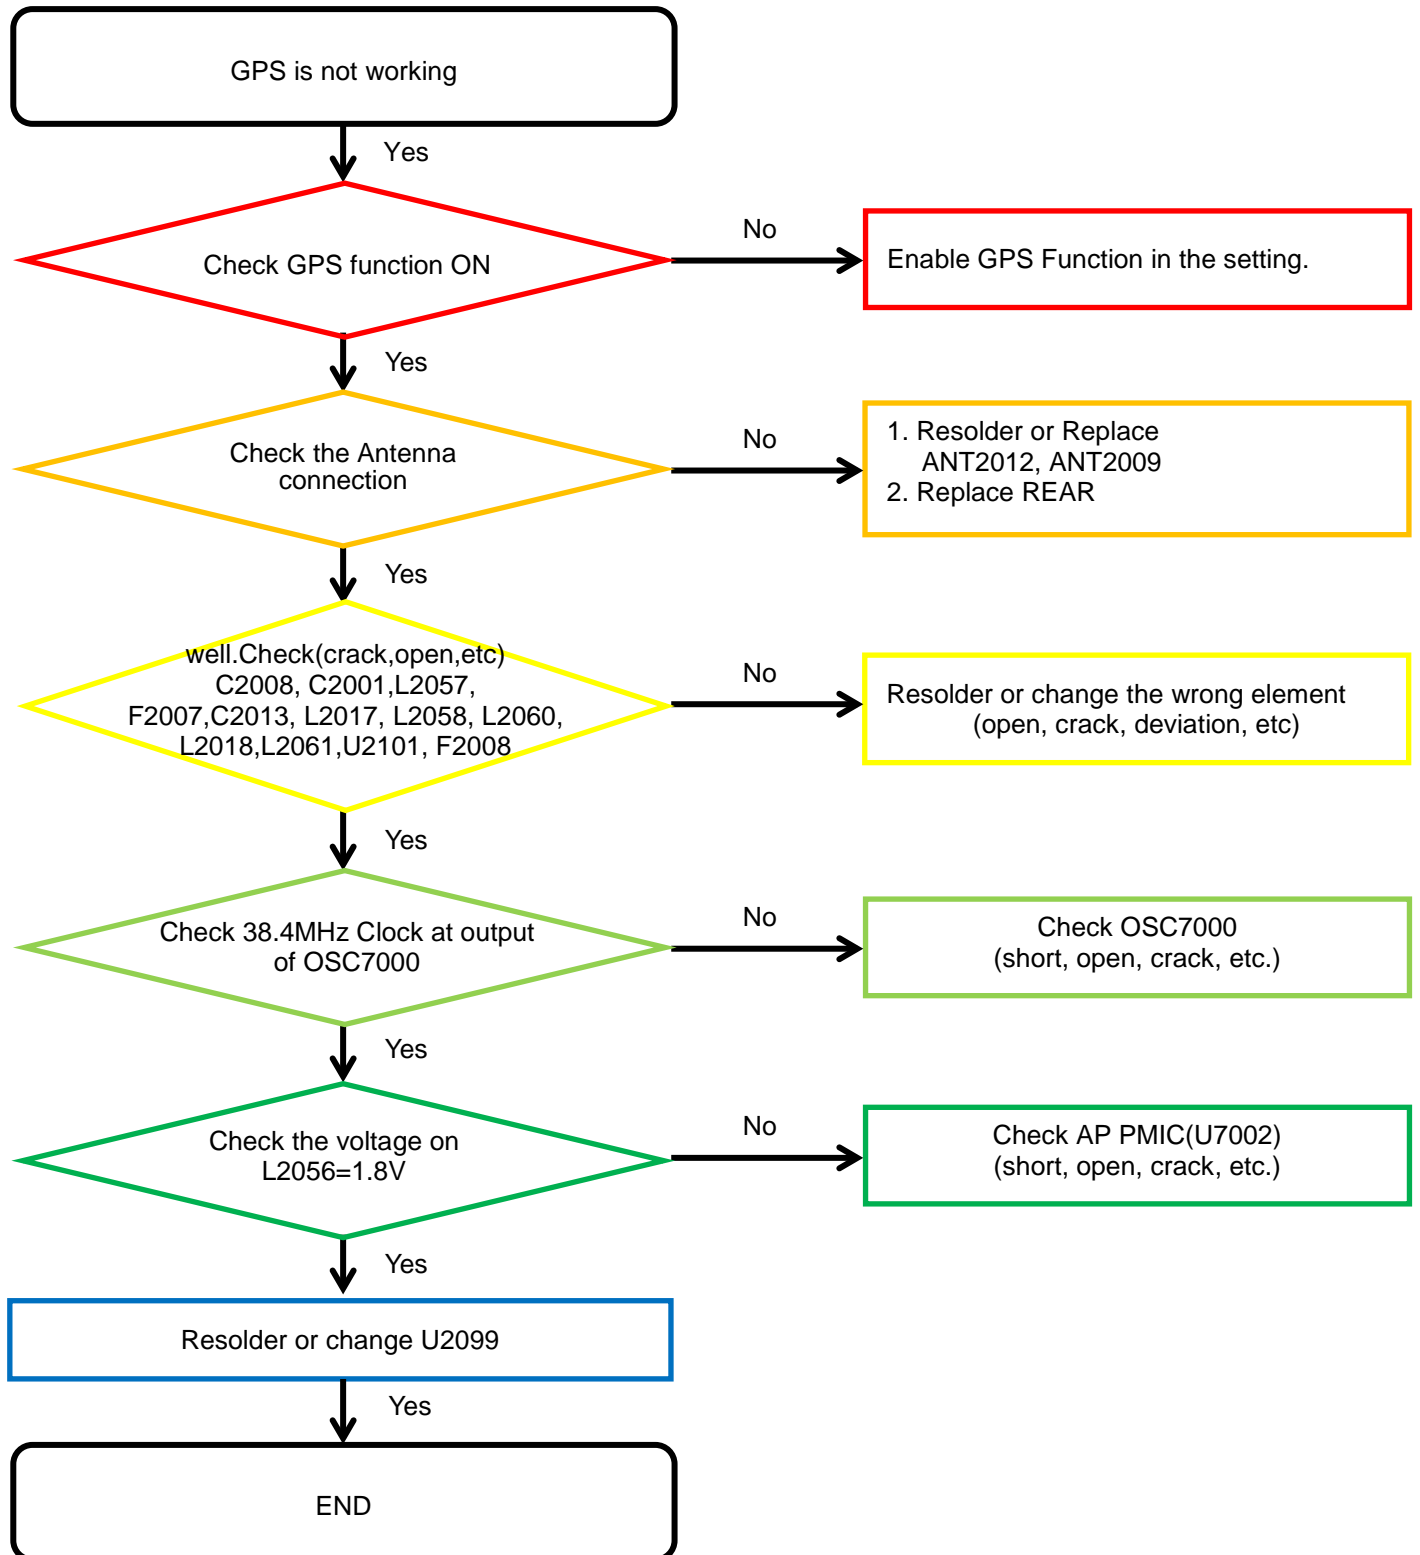 GPS is not working
Yes
Check GPS function ON
No
Enable GPS Function in the setting.
Yes
Check the Antenna
connection
No
1. Resolder or Replace
ANT2012, ANT2009
2. Replace REAR
Yes
well.Check(crack,open,etc)
C2008, C2001,L2057,
F2007,C2013, L2017, L2058, L2060,
L2018,L2061,U2101, F2008
No
Resolder or change the wrong element
(open, crack, deviation, etc)
Yes
Check 38.4MHz Clock at output
of OSC7000
No
Check OSC7000
(short, open, crack, etc.)
Yes
Check the voltage on
L2056=1.8V
No
Check AP PMIC(U7002)
(short, open, crack, etc.)
Yes
Resolder or change U2099
Yes
END